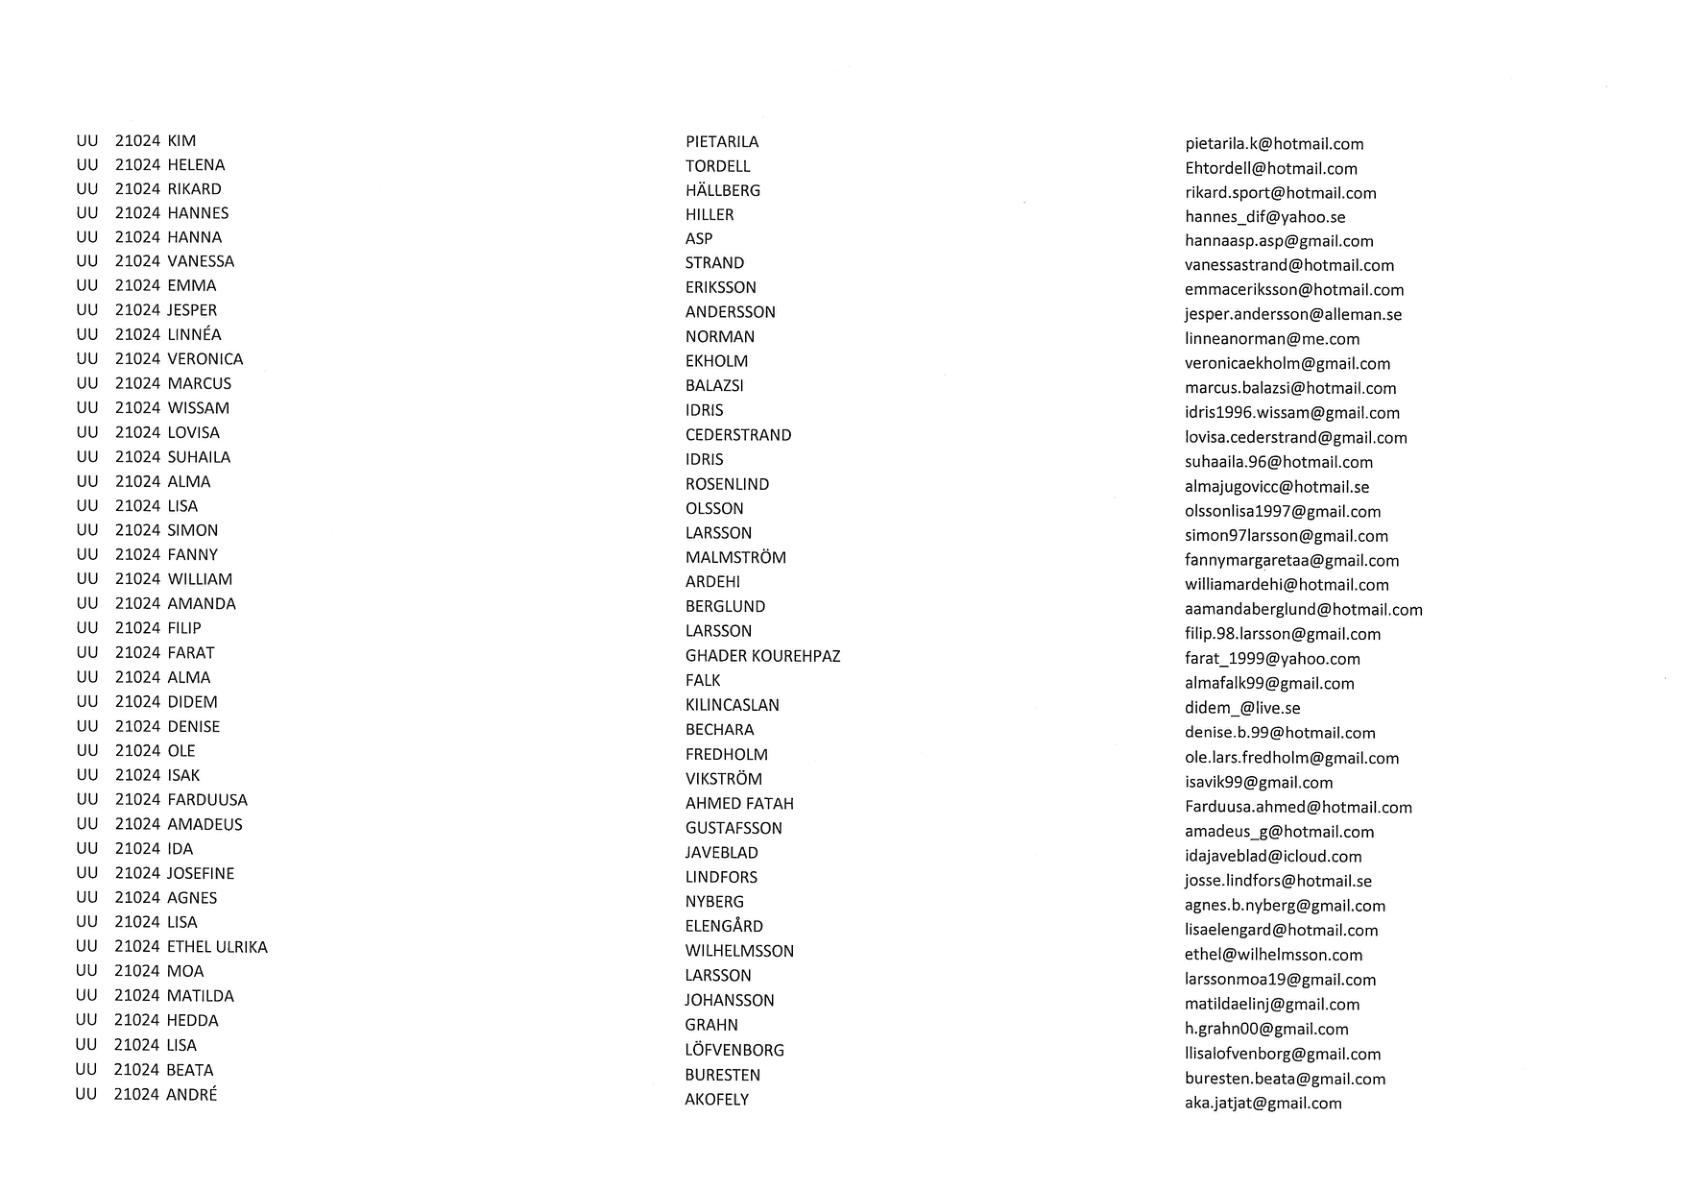 UU 21024 KIM PIETARILA pietarila.k@hotmail.com
UU 21024 HELENA TORDELL Ehtordell@hotmail.com
UU 21024 RIKARD HÄLLBERG rikard.sport@hotmail.com
UU 21024 HANNES HILLER hannes_dif@yahoo.se
UU 21024 HANNA ASP hannaasp.asp@gmail.com
UU 21024 VANESSA STRAND vanessastrand@hotmail.com
UU 21024 EMMA ERIKSSON emmaceriksson@hotmail.com
UU 21024 JESPER ANDERSSON jesper.andersson@alleman.se
UU 21024 LINNÉA NORMAN linneanorman@me.com
UU 21024 VERONICA EKHOLM veronicaekholm@gmail.com
UU 21024 MARCUS BALAZSI marcus.balazsi@hotmail.com
UU 21024 WISSAM IDRIS idris1996.wissam@gmail.com
UU 21024 LOVISA CEDERSTRAND lovisa.cederstrand@gmail.com
UU 21024 SUHAILA IDRIS suhaaila.96@hotmail.com
UU 21024 ALMA ROSENLIND almajugovicc@hotmail.se
UU 21024 LISA OLSSON olssonlisa1997@gmail.com
UU 21024 SIMON LARSSON simon97larsson@gmail.com
UU 21024 FANNY MALMSTRÖM fannymargaretaa@gmail.com
UU 21024 WILLIAM ARDEHI williamardehi@hotmail.com
UU 21024 AMANDA BERGLUND aamandaberglund@hotmail.com
UU 21024 FILIP LARSSON filip.98.larsson@gmail.com
UU 21024 FARAT GHADER KOUREHPAZ farat_1999@yahoo.com
UU 21024 ALMA FALK almafalk99@gmail.com
UU 21024 DIDEM KILINCASLAN didem_@live.se
UU 21024 DENISE BECHARA denise.b.99@hotmail.com
UU 21024 OLE FREDHOLM ole.lars.fredholm@gmail.com
UU 21024 ISAK VIKSTRÖM isavik99@gmail.com
UU 21024 FARDUUSA AHMED FATAH Farduusa.ahmed@hotmail.com
UU 21024 AMADEUS GUSTAFSSON amadeus_g@hotmail.com
UU 21024 IDA JAVEBLAD idajaveblad@icloud.com
UU 21024 JOSEFINE LINDFORS josse.lindfors@hotmail.se
UU 21024 AGNES NYBERG agnes.b.nyberg@gmail.com
UU 21024 LISA ELENGÅRD lisaelengard@hotmail.com
UU 21024 ETHEL ULRIKA WILHELMSSON ethel@wilhelmsson.com
UU 21024 MOA LARSSON larssonmoa19@gmail.com
UU 21024 MATILDA JOHANSSON matildaelinj@gmail.com
UU 21024 HEDDA GRAHN h.grahn00@gmail.com
UU 21024 LISA LÖFVENBORG llisalofvenborg@gmail.com
UU 21024 BEATA BURESTEN buresten.beata@gmail.com
UU 21024 ANDRÉ AKOFELY aka.jatjat@gmail.com